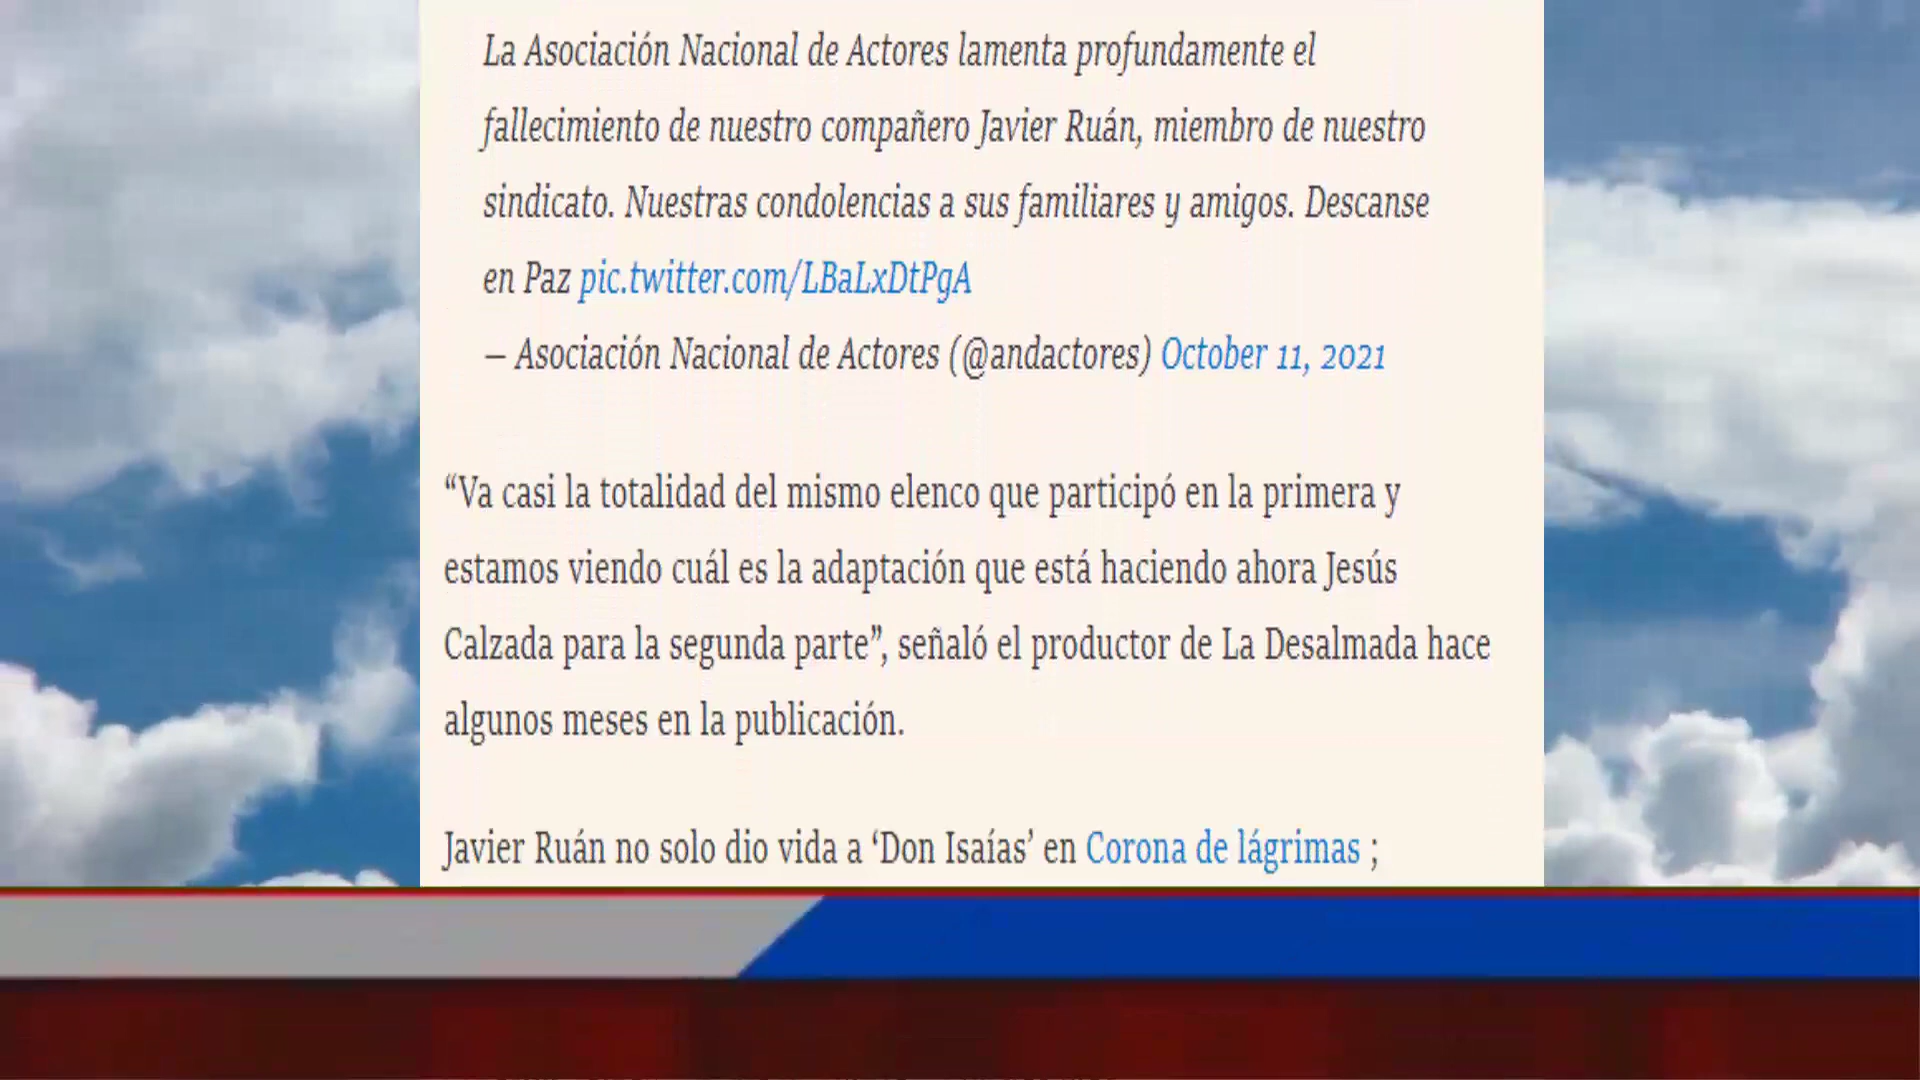 La Asociación Nacional de Actores lamenta profundamente el
fallecimiento de nuestro compañero Javier Ruán, miembro de nuestro
sindicato. Nuestras condolencias a sus familiares y amigos. Descanse
en Paz pic.twitter.com/LBaLxDtPgA
– Asociación Nacional de Actores (@andactores) October 11, 2021
“Va casi la totalidad del mismo elenco que participó en la primera y
estamos viendo cuál es la adaptación que está haciendo ahora Jesús
Calzada para la segunda parte”, señaló el productor de La Desalmada hace
algunos meses en la publicación.
Javier Ruán no solo dio vida a ‘Don Isaías’ en Corona de lágrimas ;